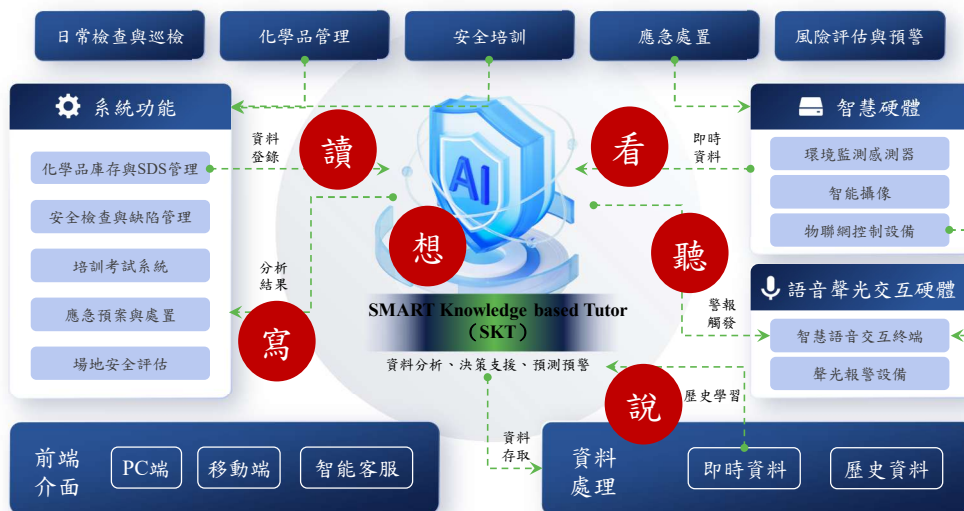 日常檢查與巡檢
化學品管理
安全培訓
應急處置
風險評估與預警
系統功能
化學品庫存與SDS管理
安全檢查與缺陷管理
培訓考試系統
應急預案與處置
場地安全評估
資料
登錄
讀
分析
結果
寫
AI
想
SMART Knowledge based Tutor
（SKT）
資料分析、決策支援、預測預警
看
即時
資料
聽
警報
觸發
說
歷史學習
資料
存取
智慧硬體
環境監測感測器
智能攝像
物聯網控制設備
語音聲光交互硬體
智慧語音交互終端
聲光報警設備
前端
介面
PC端
移動端
智能客服
資料
處理
即時資料
歷史資料